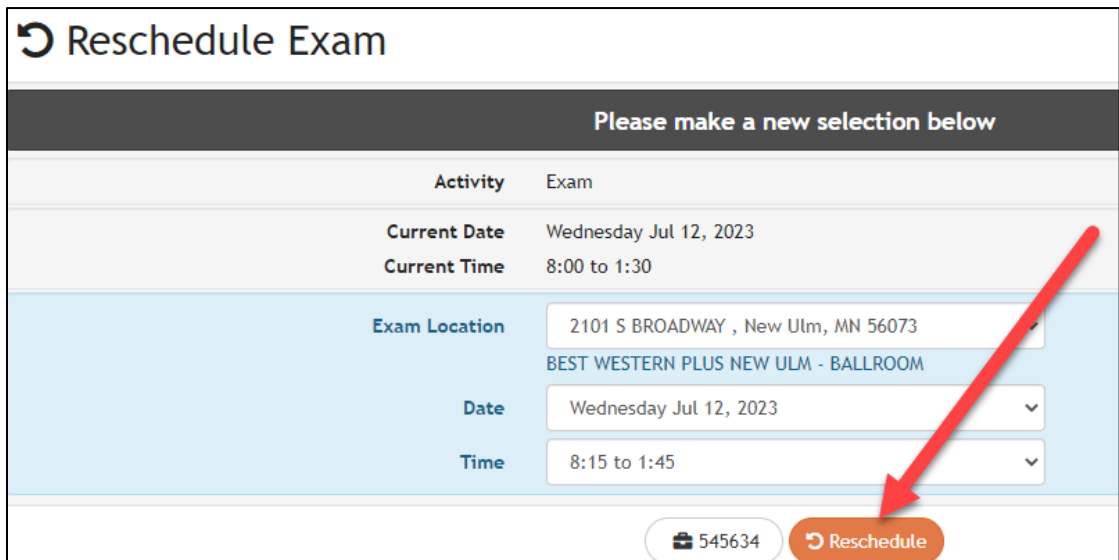 Reschedule Exam
Please make a new selection below
Activity Exam
Current Date Wednesday Jul 12, 2023
Current Time 8:00 to 1:30
Exam Location 2101 S BROADWAY , New Ulm, MN 56073
BEST WESTERN PLUS NEW ULM - BALLROOM
Date Wednesday Jul 12, 2023
Time 8:15 to 1:45
545634 Reschedule